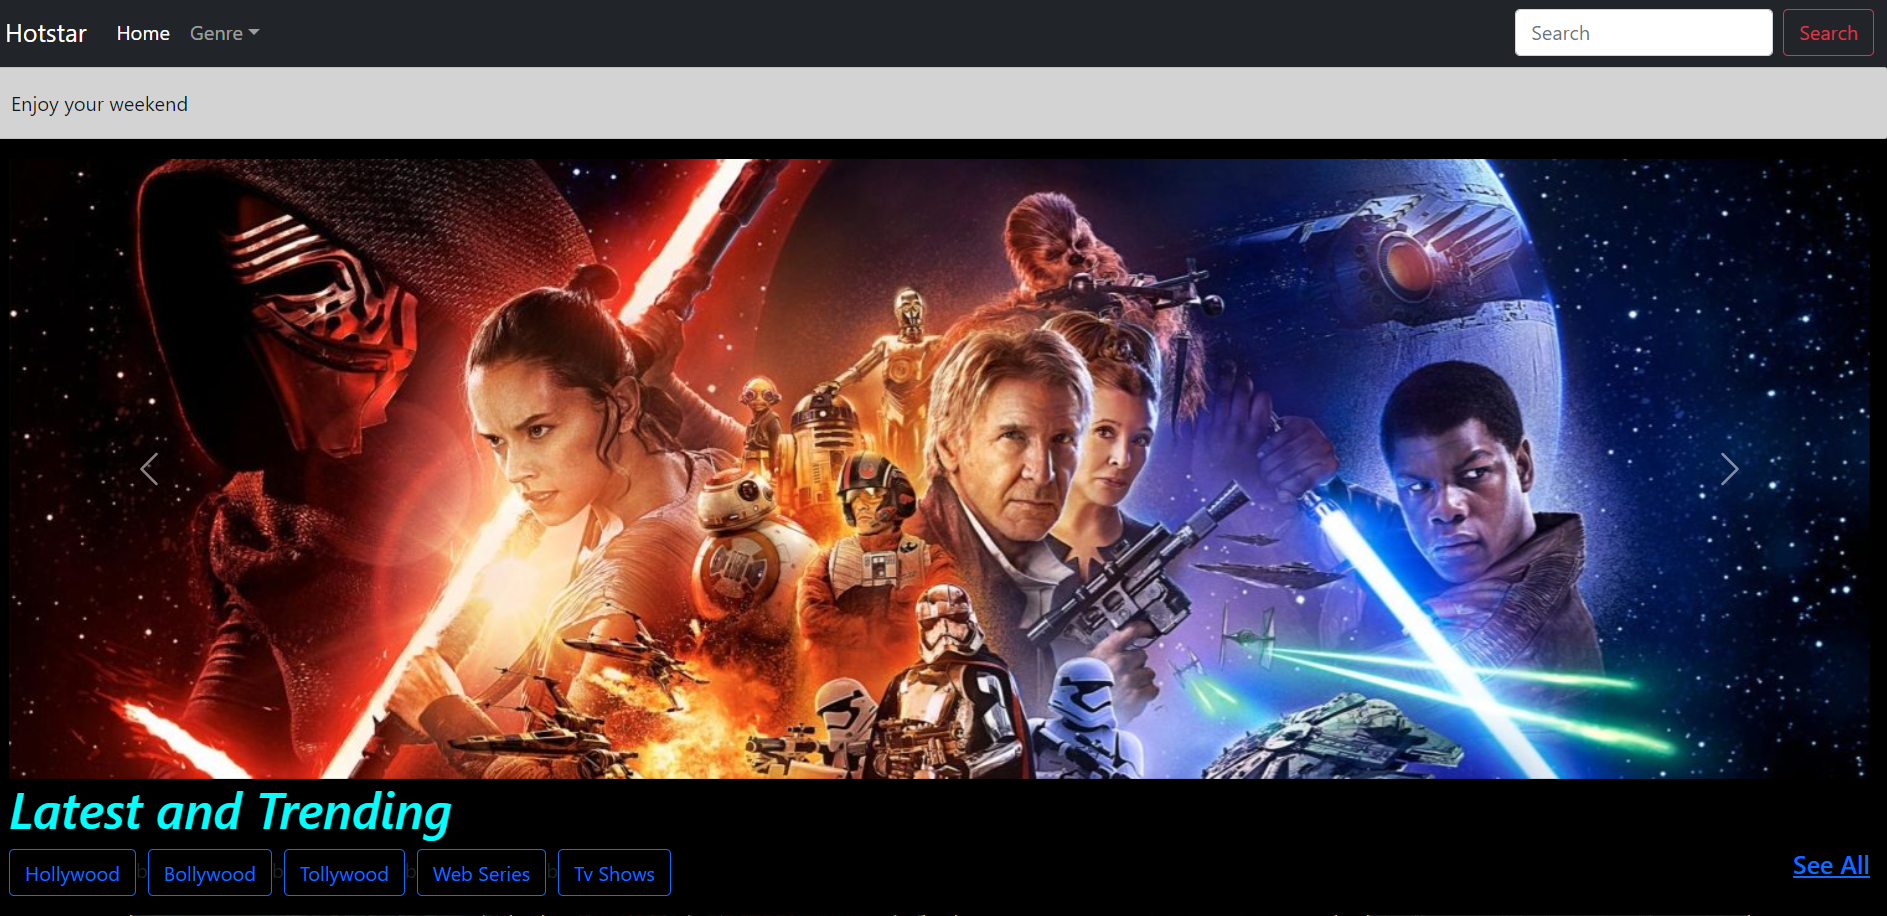 Hotstar Home Genre Search Search
Enjoy your weekend
Latest and Trending
Hollywood b Bollywood b Tollywood b Web Series b Tv Shows See All